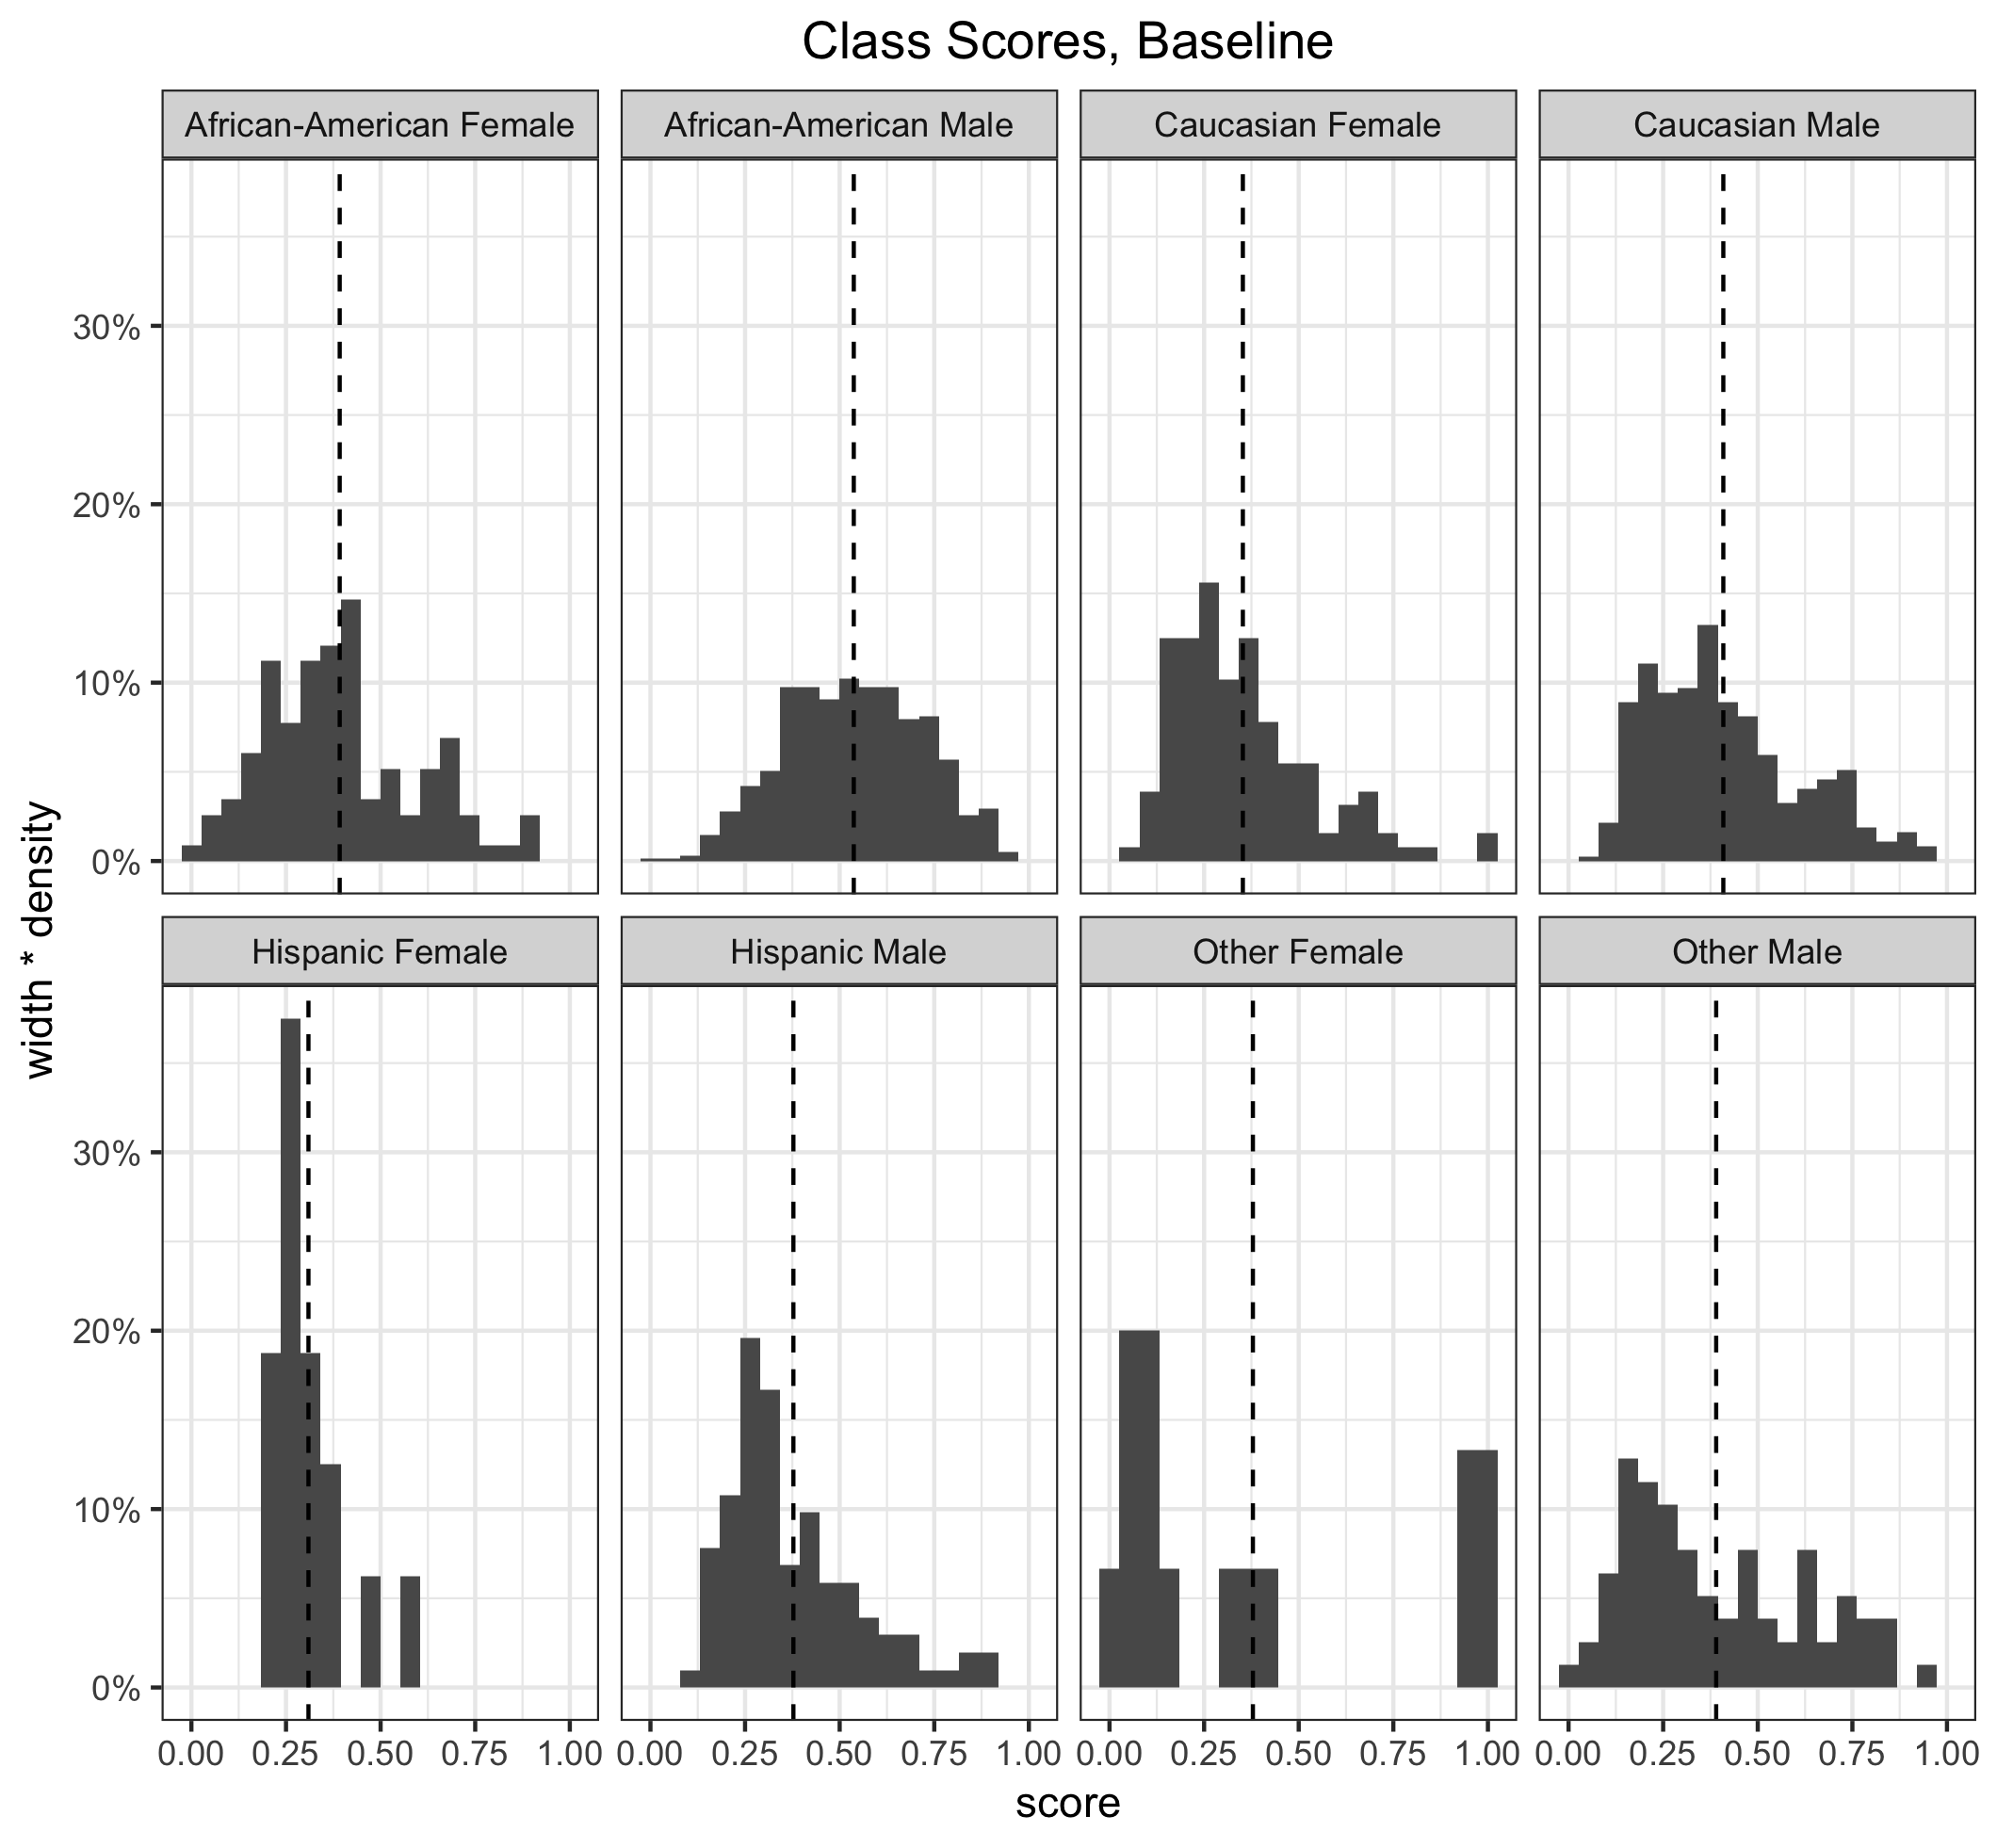 Class Scores, Baseline
African-American Female
African-American Male
Caucasian Female
Caucasian Male
30%
20%
10%
0%
width * density
Hispanic Female
Hispanic Male
Other Female
Other Male
30%
20%
10%
0%
0.00 0.25 0.50 0.75 1.00
0.00 0.25 0.50 0.75 1.00
0.00 0.25 0.50 0.75 1.00
0.00 0.25 0.50 0.75 1.00
score